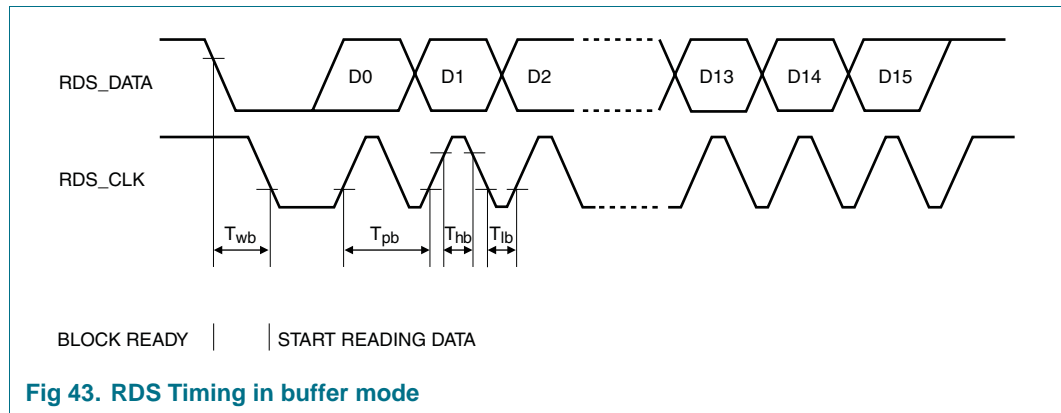 RDS_DATA
D0 D1 D2 D13 D14 D15
RDS_CLK
Twb Tpb Thb Tlb
BLOCK READY START READING DATA
Fig 43. RDS Timing in buffer mode